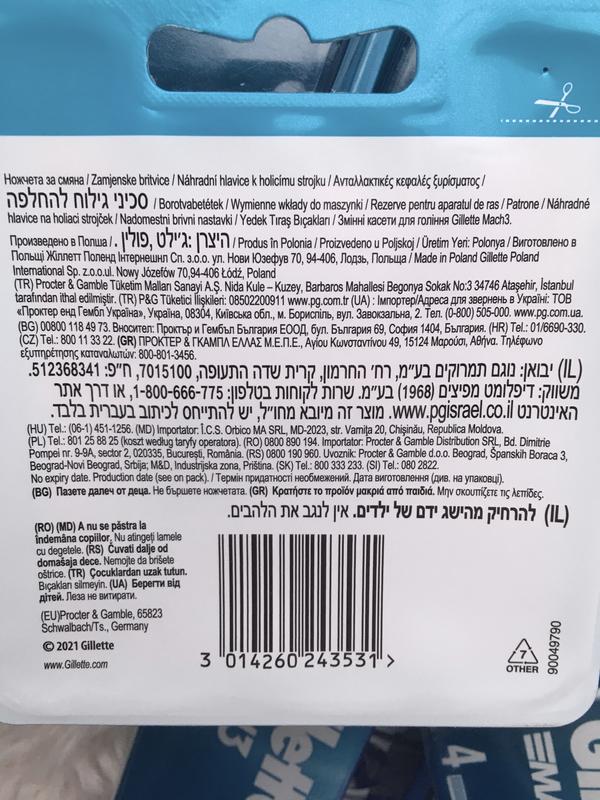 Ножчета за смяна / Zamjenske britvice / Náhradní hlavice k holicímu strojku / Ανταλλακτικές κεφαλές ξυρίσματος /
סכיני גילוח להחלפה / Borotvabetétek / Wymienne wkłady do maszynki / Rezerve pentru aparatul de ras / Patrone / Náhradné
hlavice na holiaci strojček / Nadomestni brivni nastavki / Yedek Tıraş Bıçakları / Змінні касети для гоління Gillette Mach3.
Произведено в Полша / היצרן: ג'ילט, פולין. / Produs în Polonia / Proizvedeno u Poljskoj / Üretim Yeri: Polonya / Виготовлено в
Польщі Жіллетт Поленд Інтернешнл Сп. з.о.о. ул. Нови Юзефув 70, 94-406, Лодзь, Польща / Made in Poland Gillette Poland
International Sp. z.o.o.ul. Nowy Józefów 70,94-406 Łódź, Poland
(TR) Procter & Gamble Tüketim Malları Sanayi A.Ş. Nida Kule – Kuzey, Barbaros Mahallesi Begonya Sokak No:3 34746 Ataşehir, İstanbul
tarafından ithal edilmiştir. (TR) P&G Tüketici İlişkileri: 08502200911 www.pg.com.tr (UA) : Імпортер/Адреса для звернень в Україні: ТОВ
«Проктер енд Гембл Україна», Україна, 08304, Київська обл., м. Бориспіль, вул. Завокзальна, 2. Тел. (0-800) 505-000. www.pg.com.ua.
(BG) 00800 118 49 73. Вносител: Проктър и Гембъл България ЕООД, бул. България 69, София 1404, България. (HR) Tel.: 01/6690-330.
(CZ) Tel.: 800 11 33 22. (GR) ΠΡΟΚΤΕΡ & ΓΚΑΜΠΛ ΕΛΛΑΣ Μ.Ε.Π.Ε., Αγίου Κωνσταντίνου 49, 15124 Μαρούσι, Αθήνα. Τηλέφωνο
εξυπηρέτησης καταναλωτών: 800-801-3456.
(IL) יבואן: נוגם תמרוקים בע"מ, רח' החרמון, קרית שדה התעופה, 7015100, ח"פ: 512368341.
משווק: דיפלומט מפיצים (1968) בע"מ. שרות לקוחות בטלפון: 1-800-666-775, או דרך אתר
האינטרנט www.pgisrael.co.il. מוצר זה מיובא מחו"ל, יש להתייחס לכיתוב בעברית בלבד.
(HU) Tel.: (06-1) 451-1256. (MD) Importator: Î.C.S. Orbico MA SRL, MD-2023, str. Varnița 20, Chișinău, Republica Moldova.
(PL) Tel.: 801 25 88 25 (koszt według taryfy operatora). (RO) 0800 890 194. Importator: Procter & Gamble Distribution SRL, Bd. Dimitrie
Pompei nr. 9-9A, sector 2, 020335, București, România. (RS) 0800 190 960. Uvoznik: Procter & Gamble d.o.o. Beograd, Španskih Boraca 3,
Beograd-Novi Beograd, Srbija; M&D, Industrijska zona, Priština. (SK) Tel.: 800 333 233. (SI) Tel.: 080 2822.
No expiry date. Production date (see on pack). / Термін придатності необмежений. Дата виготовлення (див. на упаковці).
(BG) Пазете далеч от деца. Не бършете ножчетата. (GR) Κρατήστε το προϊόν μακριά από παιδιά. Μην σκουπίζετε τις λεπίδες.
(IL) להרחיק מהישג ידם של ילדים. אין לנגב את הלהבים.
(RO) (MD) A nu se păstra la
îndemâna copiilor. Nu atingeți lamele
cu degetele. (RS) Čuvati dalje od
domašaja dece. Nemojte da brišete
oštrice. (TR) Çocuklardan uzak tutun.
Bıçakları silmeyin. (UA) Берегти від
дітей. Леза не витирати.
(EU)Procter & Gamble, 65823
Schwalbach/Ts., Germany
© 2021 Gillette
www.Gillette.com
3 014260 243531 >
7
OTHER
90049790
4